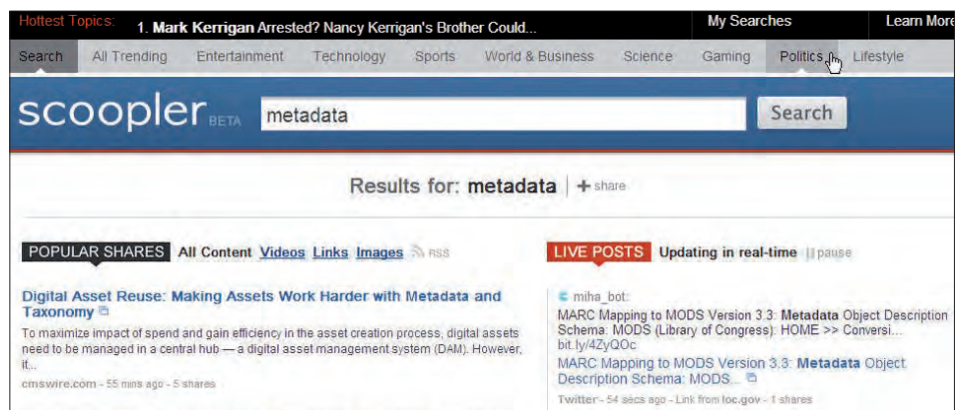 Hottest Topics: 1. Mark Kerrigan Arrested? Nancy Kerrigan's Brother Could... My Searches Learn More
Search All Trending Entertainment Technology Sports World & Business Science Gaming Politics Lifestyle
scoopler BETA metadata Search
Results for: metadata + share
POPULAR SHARES All Content Videos Links Images rss
Digital Asset Reuse: Making Assets Work Harder with Metadata and
Taxonomy
To maximize impact of spend and gain efficiency in the asset creation process, digital assets
need to be managed in a central hub — a digital asset management system (DAM). However,
it...
cmswire.com - 55 mins ago - 5 shares
LIVE POSTS Updating in real-time || pause
miha_bot:
MARC Mapping to MODS Version 3.3: Metadata Object Description
Schema: MODS (Library of Congress): HOME >> Conversi...
bit.ly/4ZyQOc
MARC Mapping to MODS Version 3.3: Metadata Object
Description Schema: MODS...
Twitter - 54 secs ago - Link from loc.gov - 1 shares